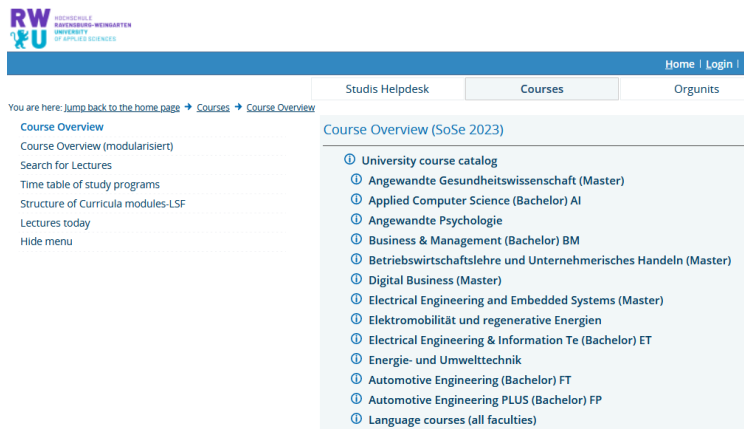 RW
U
HOCHSCHULE
RAVENSBURG-WEINGARTEN
UNIVERSITY
OF APPLIED SCIENCES
Home | Login |
Studis Helpdesk Courses Orgunits
You are here: Jump back to the home page → Courses → Course Overview
Course Overview
Course Overview (modularisiert)
Search for Lectures
Time table of study programs
Structure of Curricula modules-LSF
Lectures today
Hide menu
Course Overview (SoSe 2023)
University course catalog
Angewandte Gesundheitswissenschaft (Master)
Applied Computer Science (Bachelor) AI
Angewandte Psychologie
Business & Management (Bachelor) BM
Betriebswirtschaftslehre und Unternehmerisches Handeln (Master)
Digital Business (Master)
Electrical Engineering and Embedded Systems (Master)
Elektromobilität und regenerative Energien
Electrical Engineering & Information Te (Bachelor) ET
Energie- und Umwelttechnik
Automotive Engineering (Bachelor) FT
Automotive Engineering PLUS (Bachelor) FP
Language courses (all faculties)